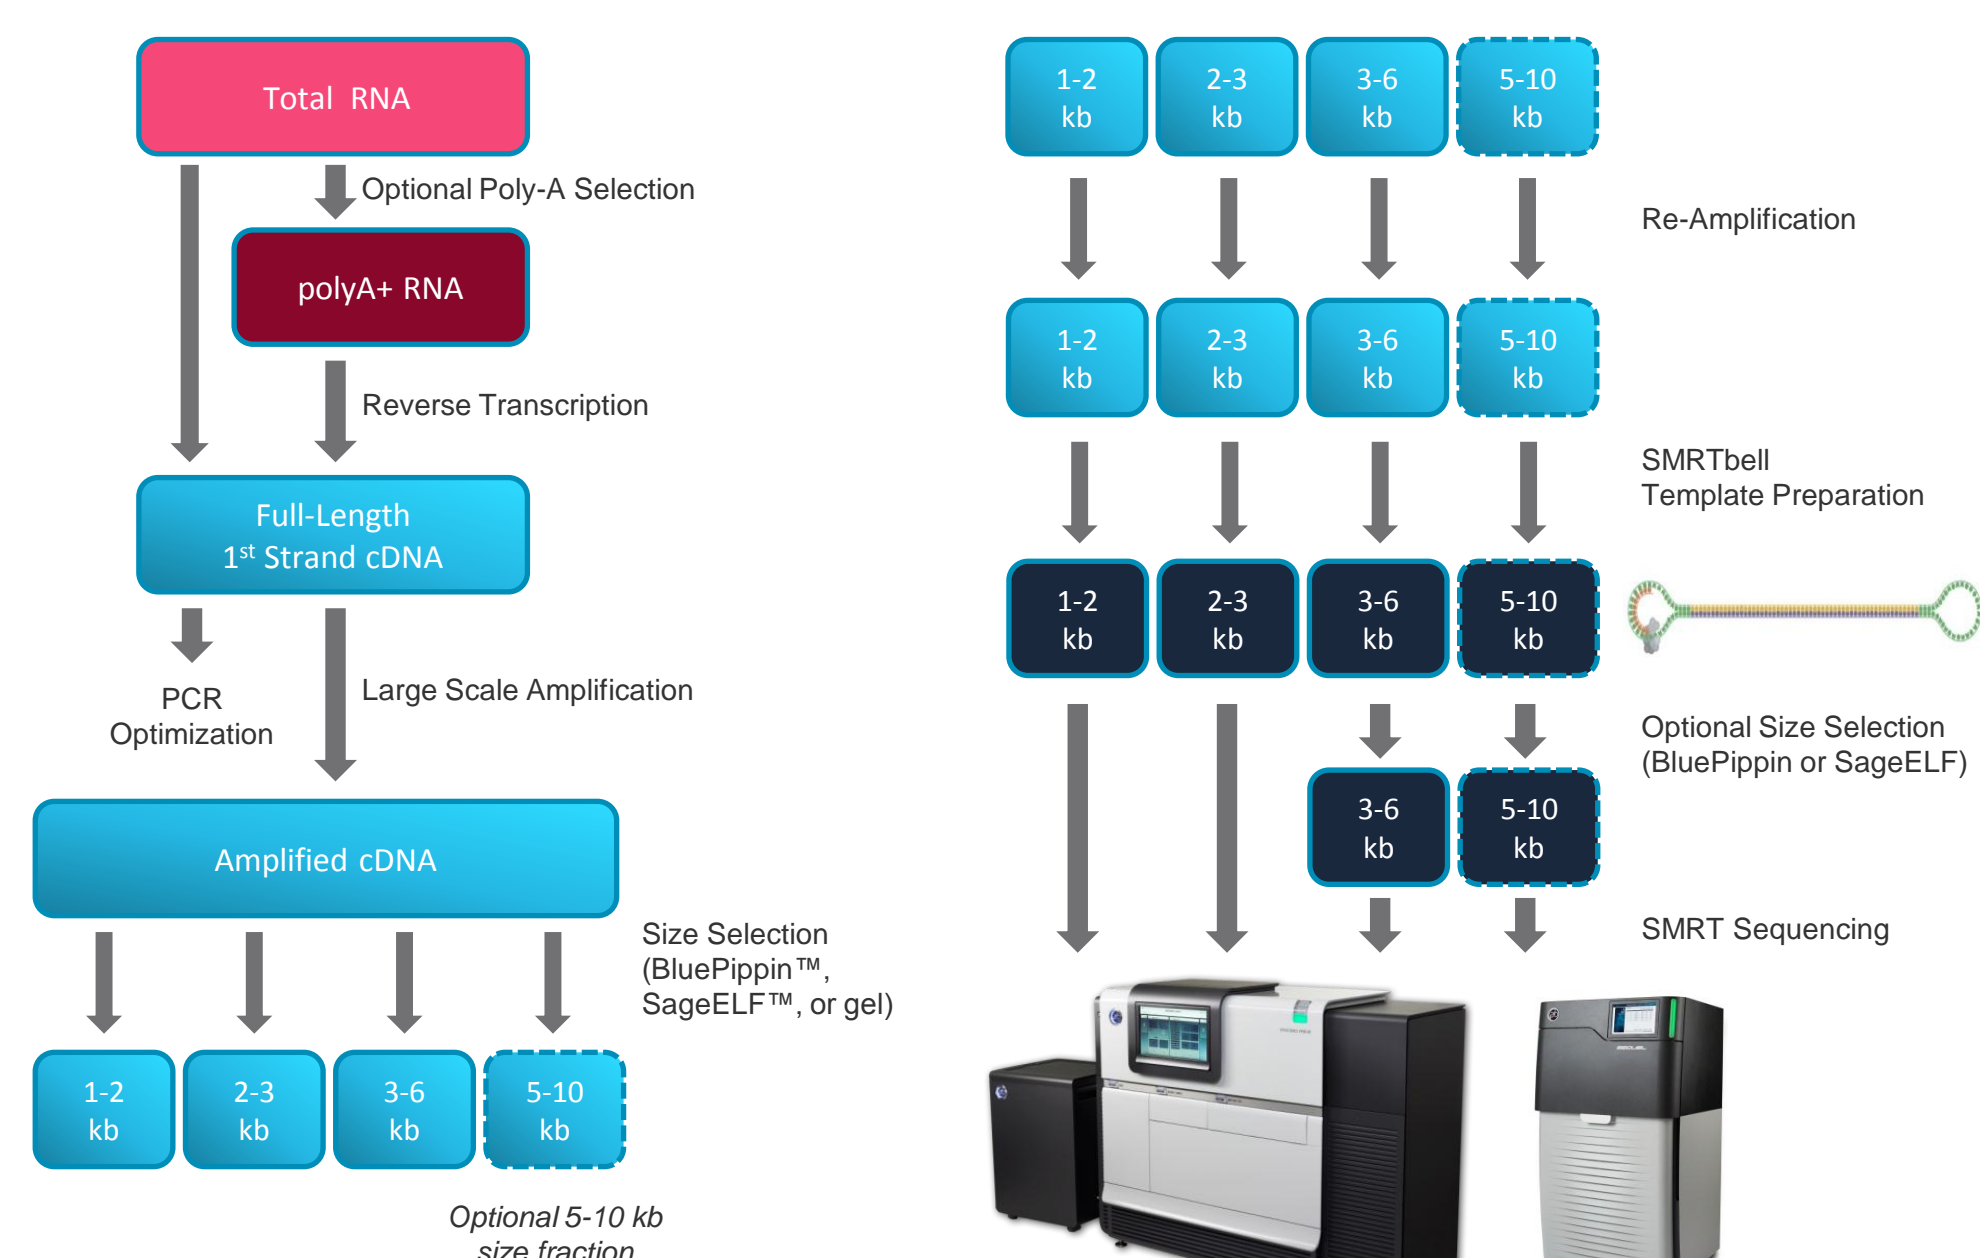 Total RNA
Optional Poly-A Selection
polyA+ RNA
Reverse Transcription
Full-Length
1st Strand cDNA
PCR
Optimization
Large Scale Amplification
Amplified cDNA
Size Selection
(BluePippin™,
SageELF™, or gel)
1-2
kb
2-3
kb
3-6
kb
5-10
kb
Optional 5-10 kb
size fraction
1-2
kb
2-3
kb
3-6
kb
5-10
kb
Re-Amplification
1-2
kb
2-3
kb
3-6
kb
5-10
kb
SMRTbell
Template Preparation
1-2
kb
2-3
kb
3-6
kb
5-10
kb
Optional Size Selection
(BluePippin or SageELF)
3-6
kb
5-10
kb
SMRT Sequencing